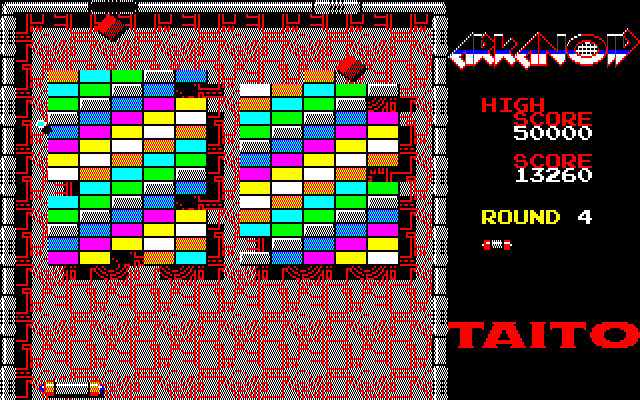 ARKANOID
HIGH
SCORE
50000
SCORE
13260
ROUND 4
TAITO